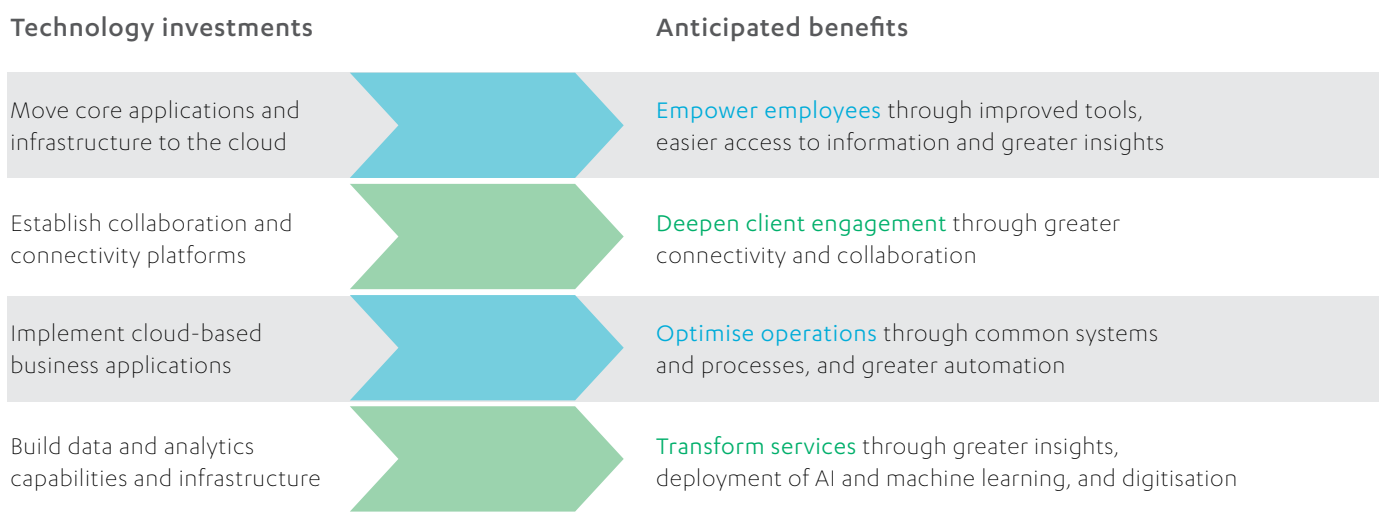 Technology investments
Anticipated benefits
Move core applications and
infrastructure to the cloud
Empower employees through improved tools,
easier access to information and greater insights
Establish collaboration and
connectivity platforms
Deepen client engagement through greater
connectivity and collaboration
Implement cloud-based
business applications
Optimise operations through common systems
and processes, and greater automation
Build data and analytics
capabilities and infrastructure
Transform services through greater insights,
deployment of AI and machine learning, and digitisation